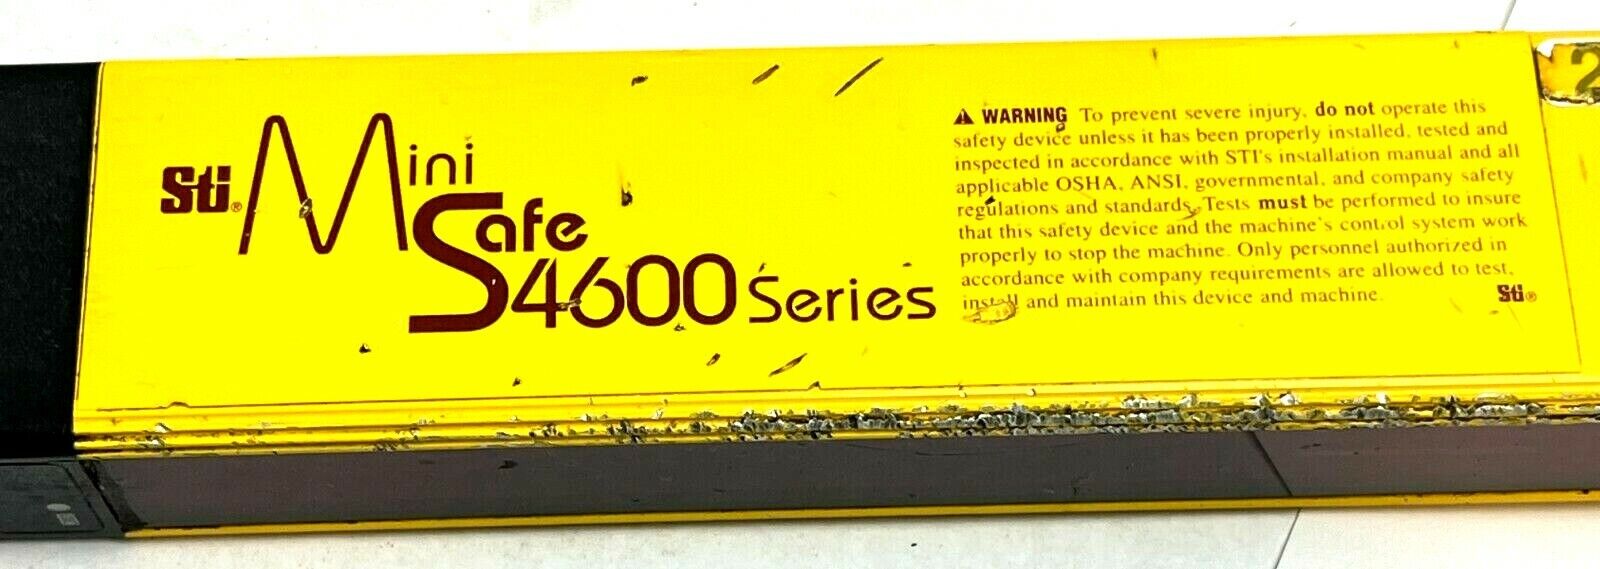 Sti® Mini
Safe
S4600 Series
⚠ WARNING To prevent severe injury, do not operate this
safety device unless it has been properly installed, tested and
inspected in accordance with STI's installation manual and all
applicable OSHA, ANSI, governmental, and company safety
regulations and standards. Tests must be performed to insure
that this safety device and the machine's control system work
properly to stop the machine. Only personnel authorized in
accordance with company requirements are allowed to test,
install and maintain this device and machine.
Sti®
2